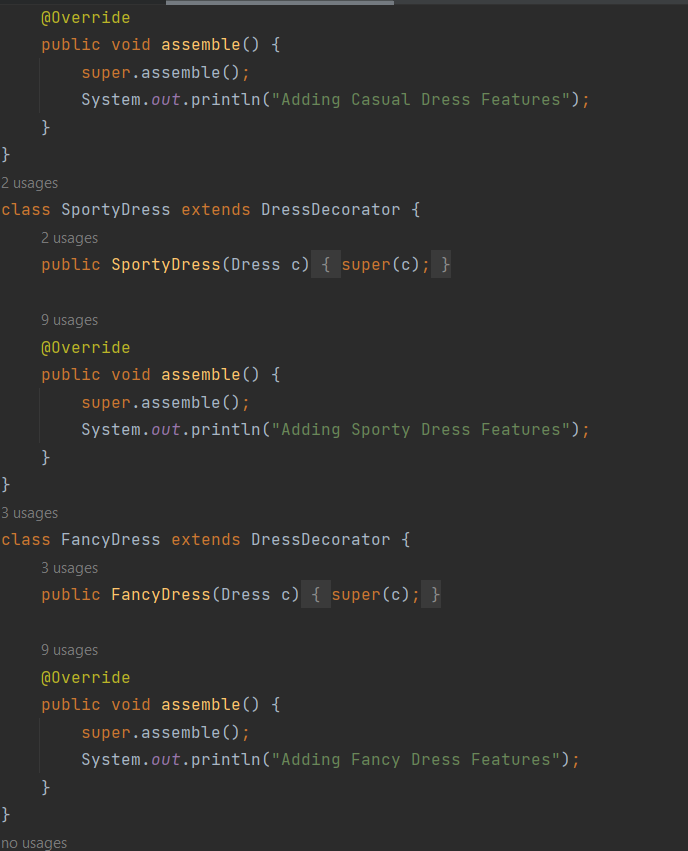 @Override
public void assemble() {
super.assemble();
System.out.println("Adding Casual Dress Features");
}
}
2 usages
class SportyDress extends DressDecorator {
2 usages
public SportyDress(Dress c) { super(c); }
9 usages
@Override
public void assemble() {
super.assemble();
System.out.println("Adding Sporty Dress Features");
}
}
3 usages
class FancyDress extends DressDecorator {
3 usages
public FancyDress(Dress c) { super(c); }
9 usages
@Override
public void assemble() {
super.assemble();
System.out.println("Adding Fancy Dress Features");
}
}
no usages